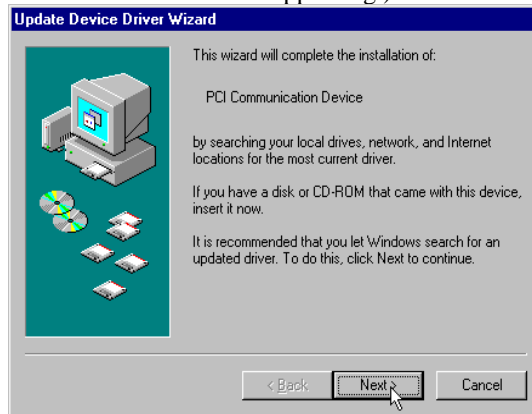 Update Device Driver Wizard
This wizard will complete the installation of:
PCI Communication Device
by searching your local drives, network, and Internet
locations for the most current driver.
If you have a disk or CD-ROM that came with this device,
insert it now.
It is recommended that you let Windows search for an
updated driver. To do this, click Next to continue.
< Back
Next >
Cancel